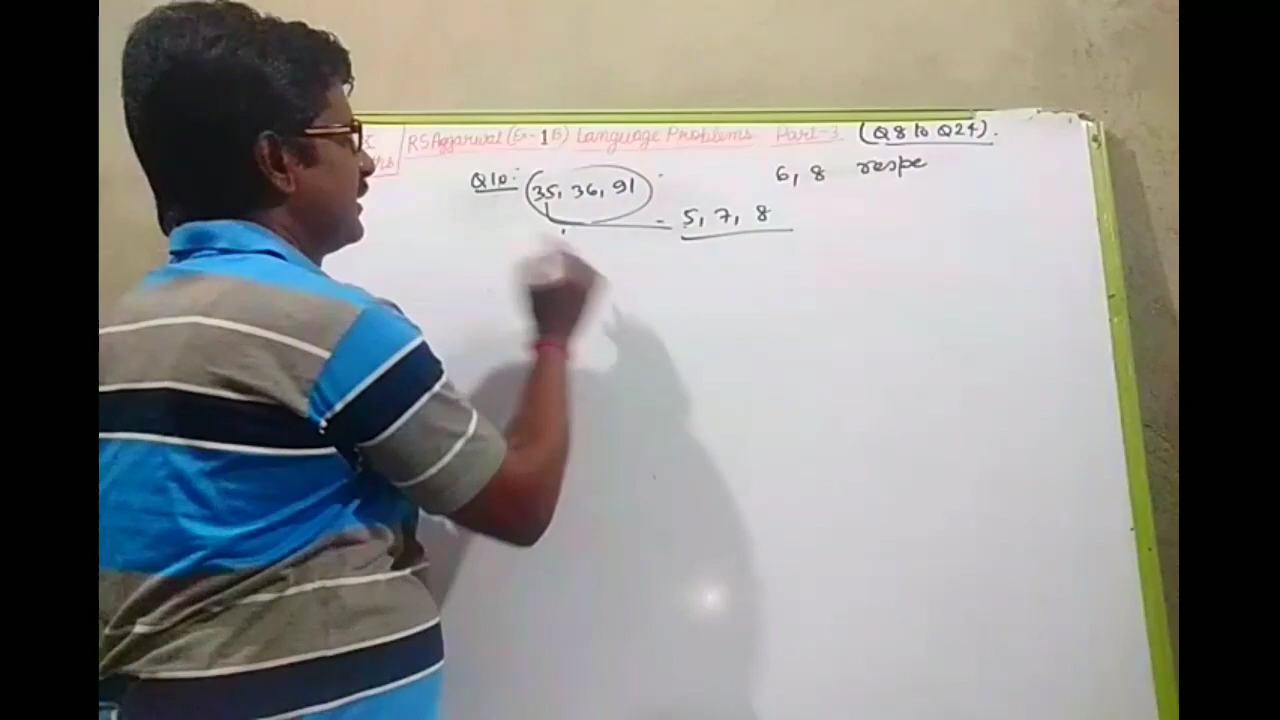 RS Aggarwal (Ex-1B) Language Problems Part-3 (Q8 to Q24).
6, 8 respe
Q10:- 35, 36, 91
- 5, 7, 8